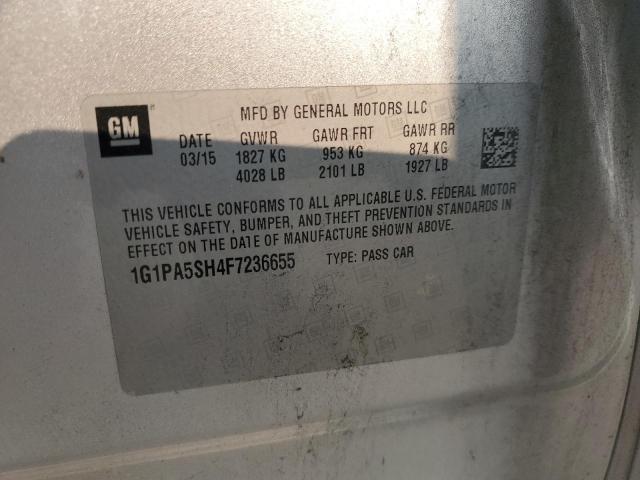 GM
MFD BY GENERAL MOTORS LLC
DATE GVWR GAWR FRT GAWR RR
03/15 1827 KG 953 KG 874 KG
4028 LB 2101 LB 1927 LB
THIS VEHICLE CONFORMS TO ALL APPLICABLE U.S. FEDERAL MOTOR
VEHICLE SAFETY, BUMPER, AND THEFT PREVENTION STANDARDS IN
EFFECT ON THE DATE OF MANUFACTURE SHOWN ABOVE.
1G1PA5SH4F7236655 TYPE: PASS CAR